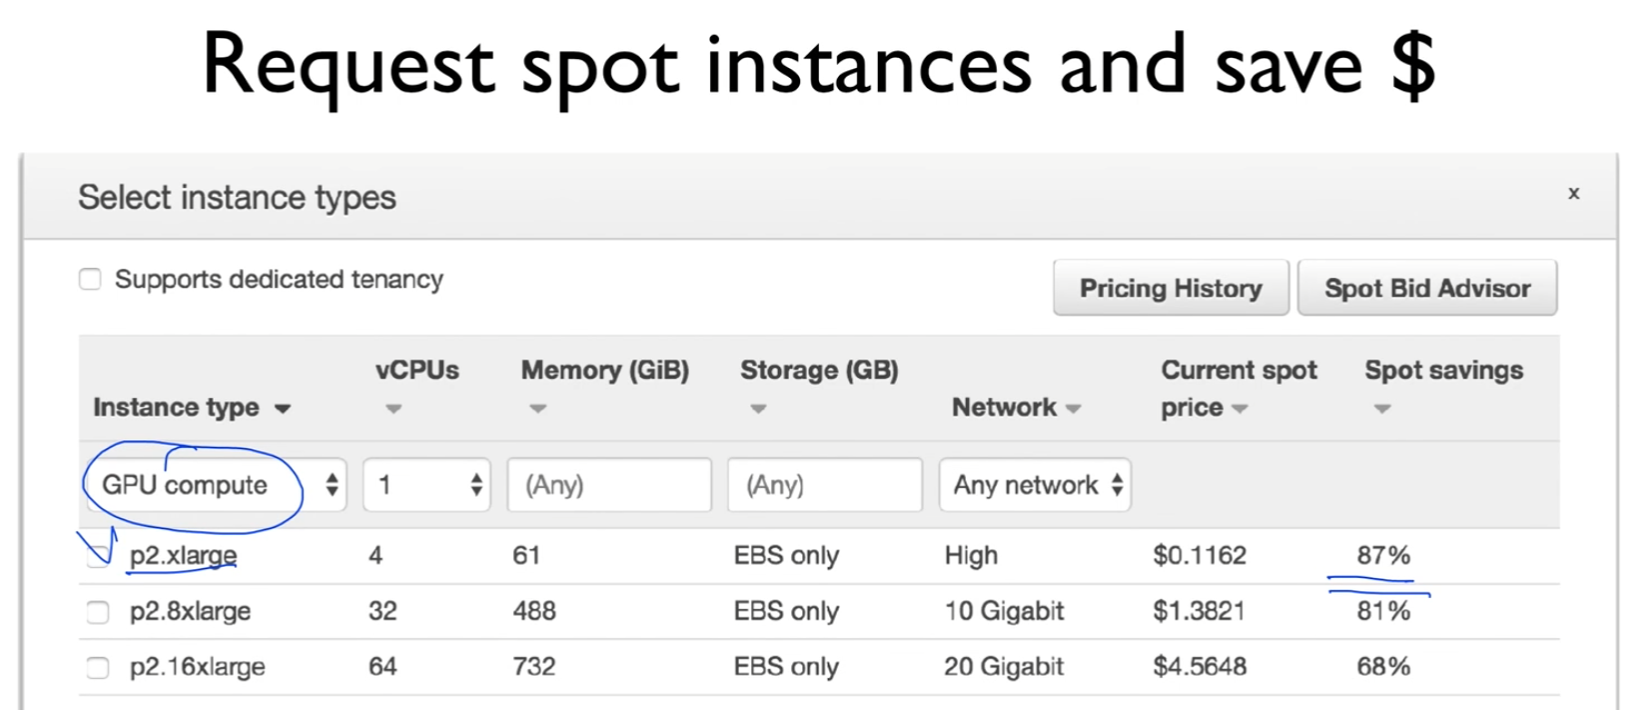 Request spot instances and save $
Select instance types x
Supports dedicated tenancy Pricing History Spot Bid Advisor
Instance type vCPUs Memory (GiB) Storage (GB) Network Current spot price Spot savings
GPU compute 1 (Any) (Any) Any network
p2.xlarge 4 61 EBS only High $0.1162 87%
p2.8xlarge 32 488 EBS only 10 Gigabit $1.3821 81%
p2.16xlarge 64 732 EBS only 20 Gigabit $4.5648 68%